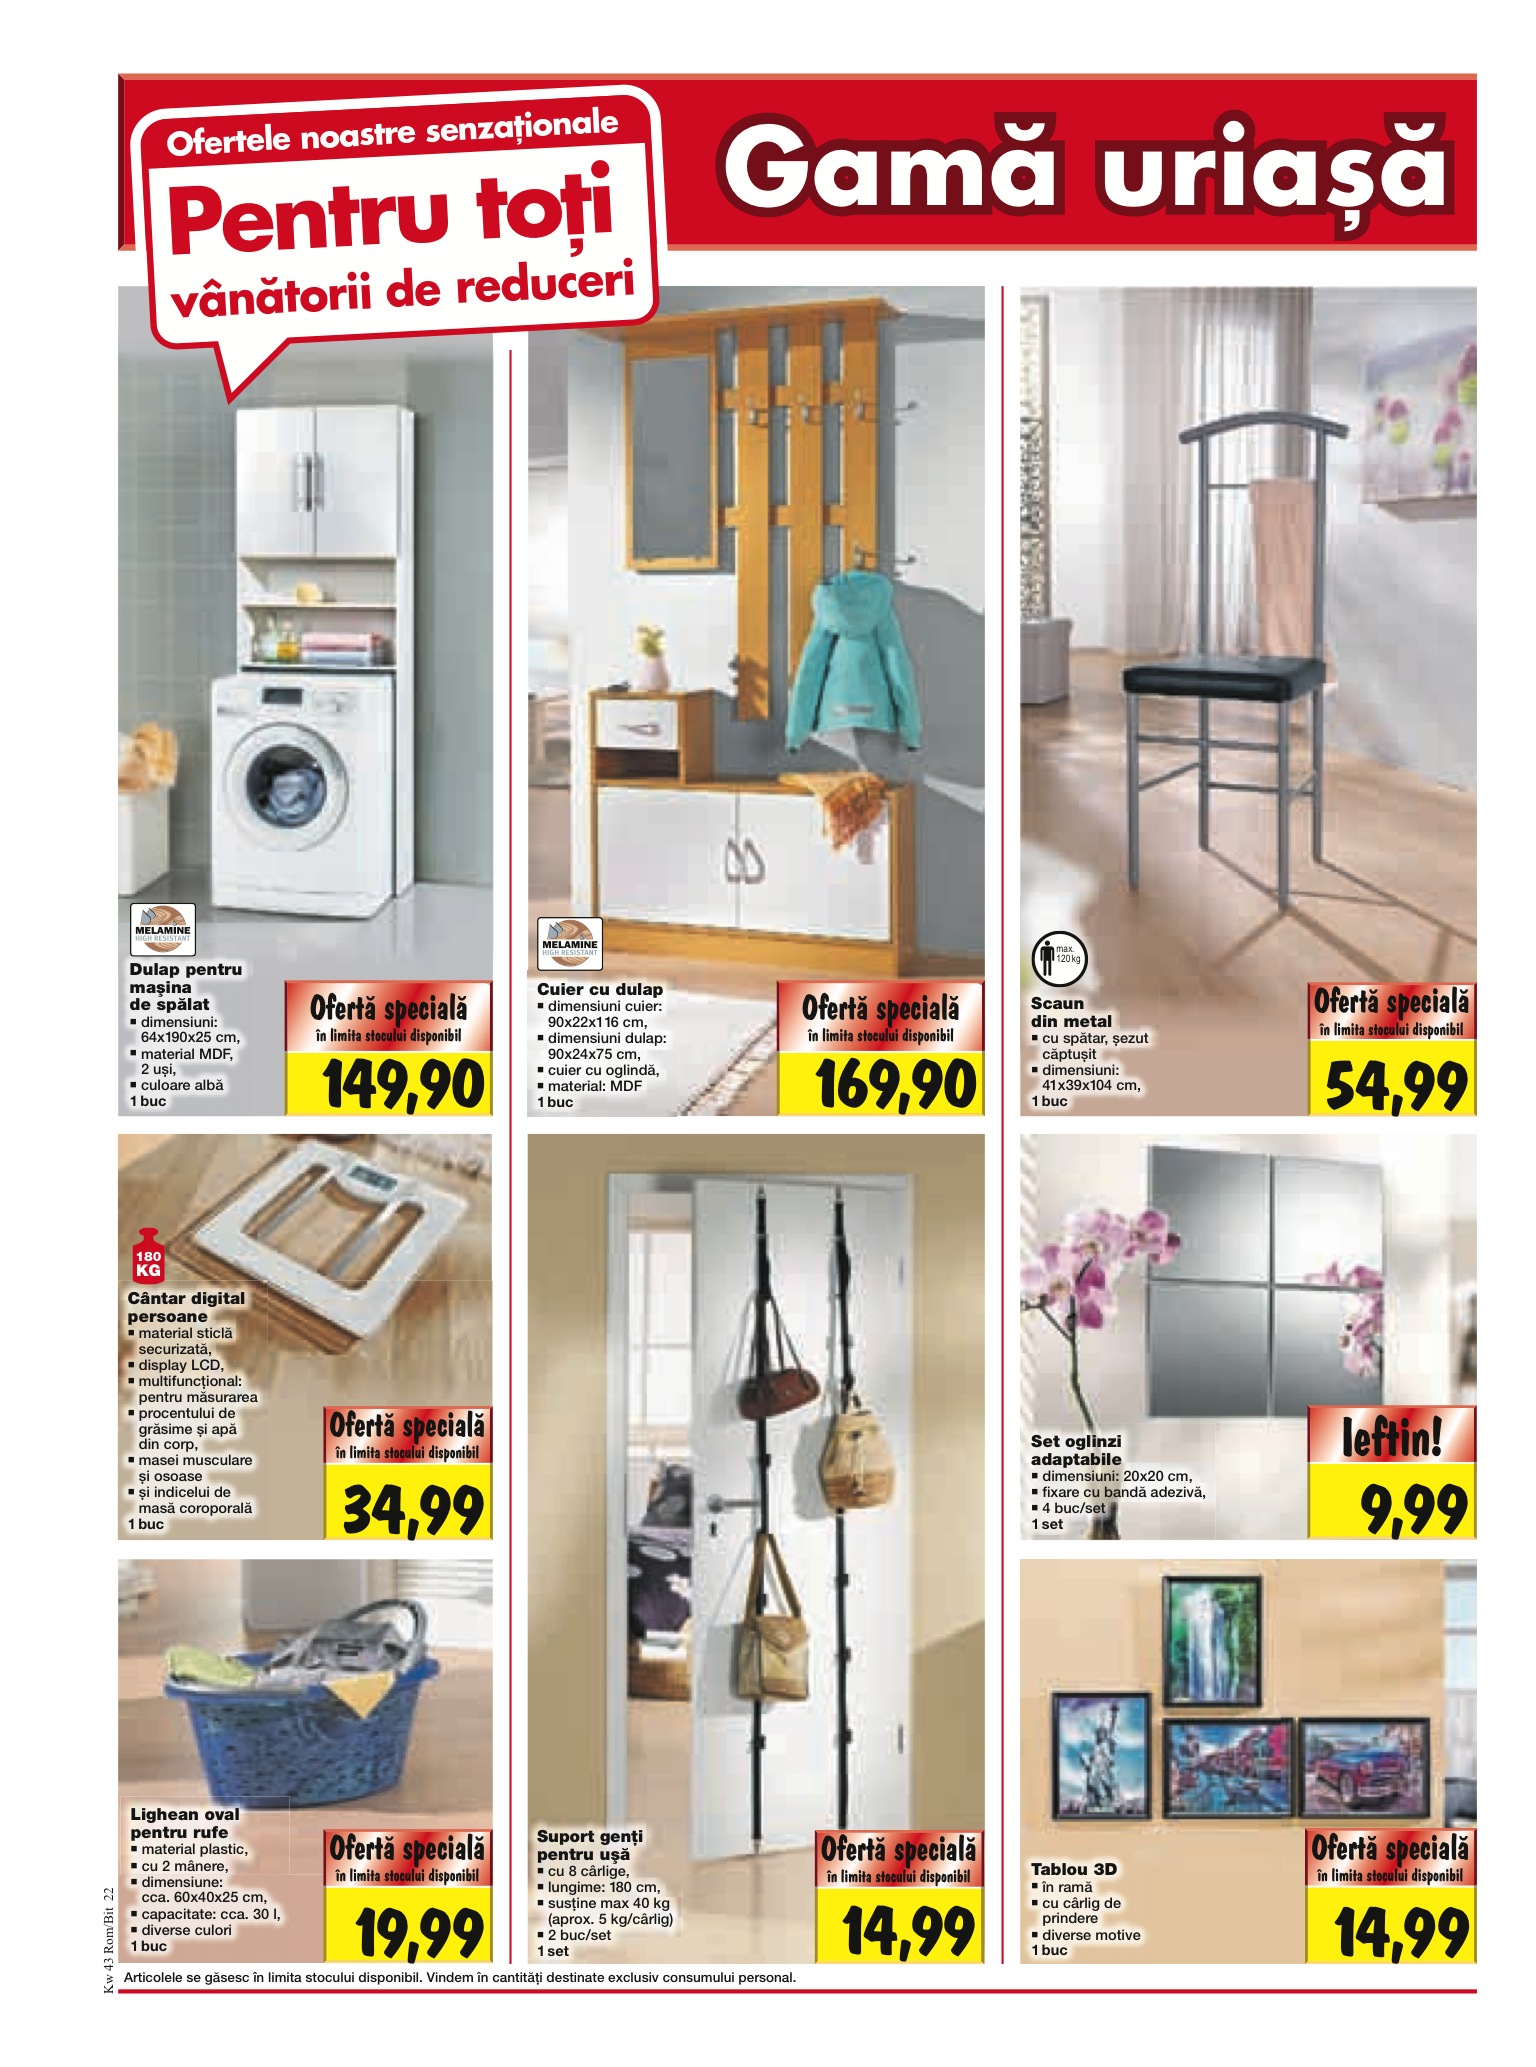 Ofertele noastre senzaționale
Pentru toți
vânătorii de reduceri
Gamă uriașă
MELAMINE
HIGH RESISTANT
Dulap pentru
maşina
de spălat
▪ dimensiuni:
64x190x25 cm,
▪ material MDF,
2 uși,
▪ culoare albă
1 buc
Ofertă specială
în limita stocului disponibil
149,90
MELAMINE
HIGH RESISTANT
Cuier cu dulap
▪ dimensiuni cuier:
90x22x116 cm,
▪ dimensiuni dulap:
90x24x75 cm,
▪ cuier cu oglindă,
▪ material: MDF
1 buc
Ofertă specială
în limita stocului disponibil
169,90
max.
120 kg
Scaun
din metal
▪ cu spătar, șezut
căptușit
▪ dimensiuni:
41x39x104 cm,
1 buc
Ofertă specială
în limita stocului disponibil
54,99
180
KG
Cântar digital
persoane
▪ material sticlă
securizată,
▪ display LCD,
▪ multifuncțional:
pentru măsurarea
▪ procentului de
grăsime și apă
din corp,
▪ masei musculare
și osoase
▪ și indicelui de
masă coroporală
1 buc
Ofertă specială
în limita stocului disponibil
34,99
Lighean oval
pentru rufe
▪ material plastic,
▪ cu 2 mânere,
▪ dimensiune:
cca. 60x40x25 cm,
▪ capacitate: cca. 30 l,
▪ diverse culori
1 buc
Ofertă specială
în limita stocului disponibil
19,99
Suport genți
pentru uşă
▪ cu 8 cârlige,
▪ lungime: 180 cm,
▪ susține max 40 kg
(aprox. 5 kg/cârlig)
▪ 2 buc/set
1 set
Ofertă specială
în limita stocului disponibil
14,99
Set oglinzi
adaptabile
▪ dimensiuni: 20x20 cm,
▪ fixare cu bandă adezivă,
▪ 4 buc/set
1 set
Ieftin!
9,99
Tablou 3D
▪ în ramă
▪ cu cârlig de
prindere
▪ diverse motive
1 buc
Ofertă specială
în limita stocului disponibil
14,99
Kw 43 Rom/Bit 22
Articolele se găsesc în limita stocului disponibil. Vindem în cantități destinate exclusiv consumului personal.